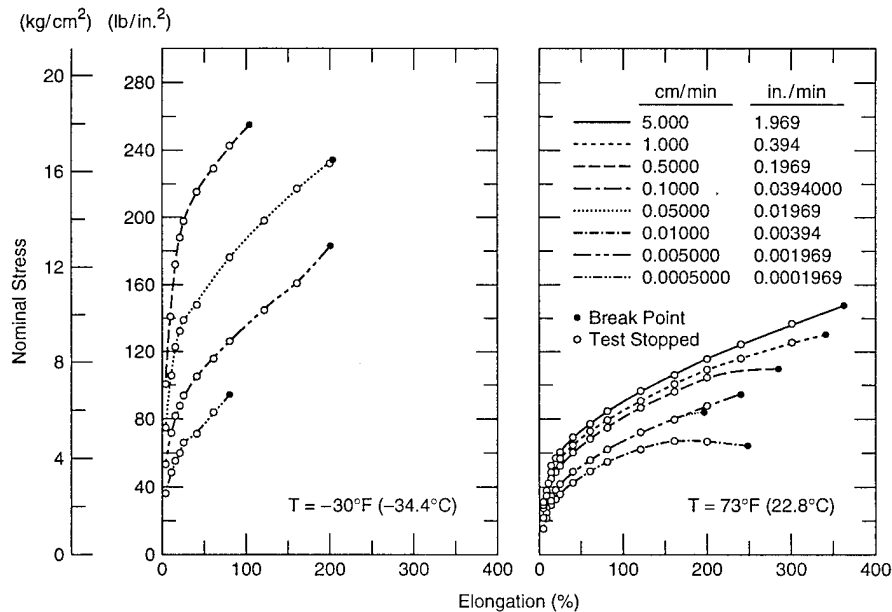 (kg/cm²) (lb/in.²)
20
16
12
8
4
0
Nominal Stress
280
240
200
160
120
80
40
0
T = –30°F (–34.4°C)
0 100 200 300 400
cm/min in./min
5.000 1.969
1.000 0.394
0.5000 0.1969
0.1000 0.0394000
0.05000 0.01969
0.01000 0.00394
0.005000 0.001969
0.0005000 0.0001969
Break Point
Test Stopped
T = 73°F (22.8°C)
0 100 200 300 400
Elongation (%)